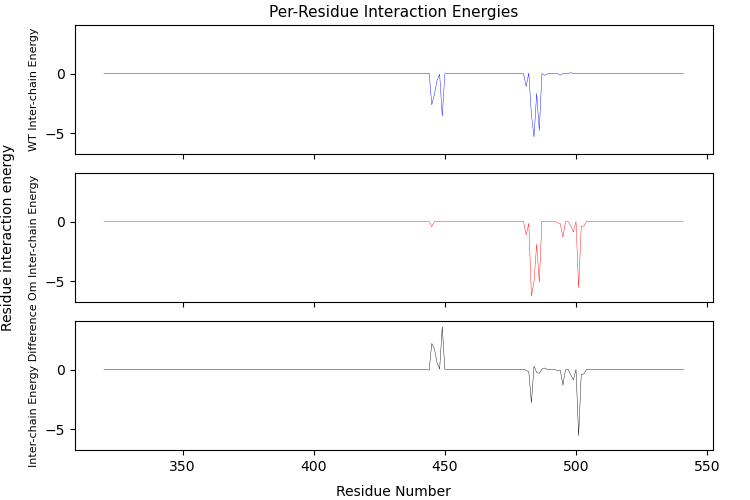 Per-Residue Interaction Energies
Residue interaction energy
WT Inter-chain Energy
0
−5
Om Inter-chain Energy
0
−5
Inter-chain Energy Difference
0
−5
350
400
450
500
550
Residue Number